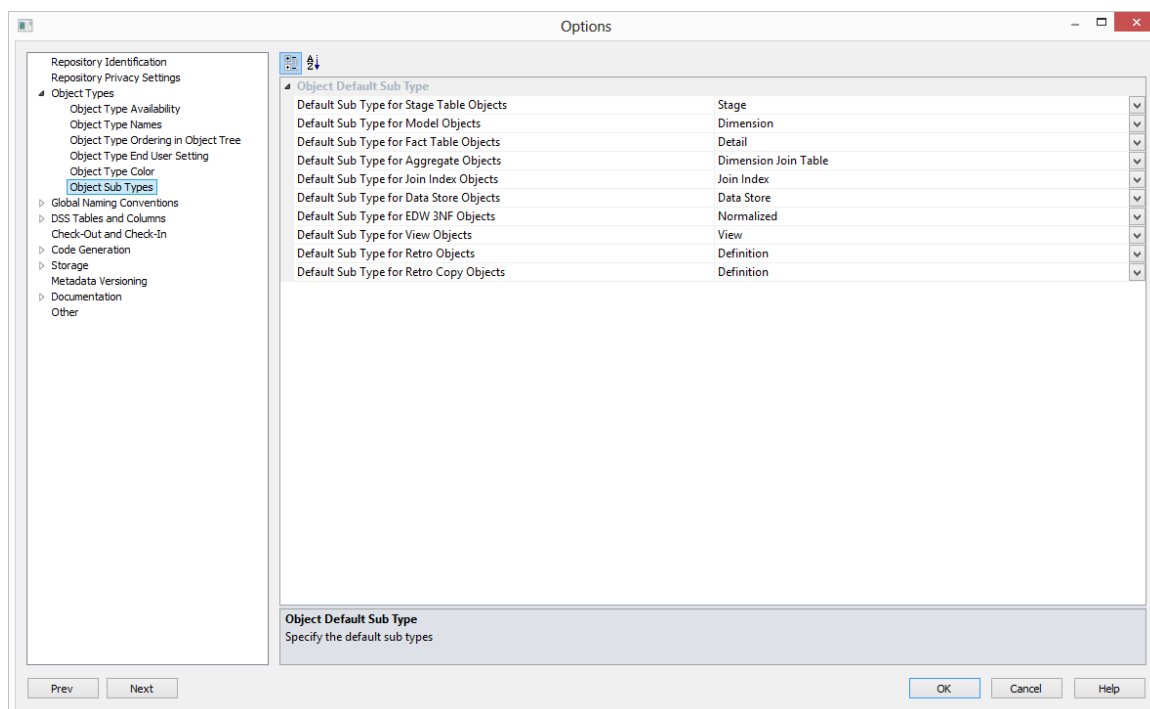 Options
Repository Identification
Repository Privacy Settings
Object Types
Object Type Availability
Object Type Names
Object Type Ordering in Object Tree
Object Type End User Setting
Object Type Color
Object Sub Types
Global Naming Conventions
DSS Tables and Columns
Check-Out and Check-In
Code Generation
Storage
Metadata Versioning
Documentation
Other
Object Default Sub Type
Default Sub Type for Stage Table Objects Stage
Default Sub Type for Model Objects Dimension
Default Sub Type for Fact Table Objects Detail
Default Sub Type for Aggregate Objects Dimension Join Table
Default Sub Type for Join Index Objects Join Index
Default Sub Type for Data Store Objects Data Store
Default Sub Type for EDW 3NF Objects Normalized
Default Sub Type for View Objects View
Default Sub Type for Retro Objects Definition
Default Sub Type for Retro Copy Objects Definition
Object Default Sub Type
Specify the default sub types
Prev Next OK Cancel Help